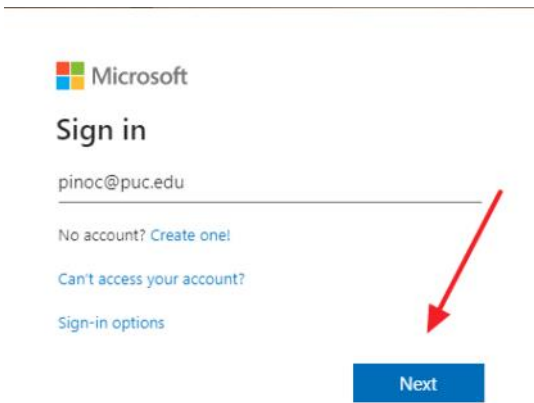 Microsoft
Sign in
pinoc@puc.edu
No account? Create one!
Can't access your account?
Sign-in options
Next